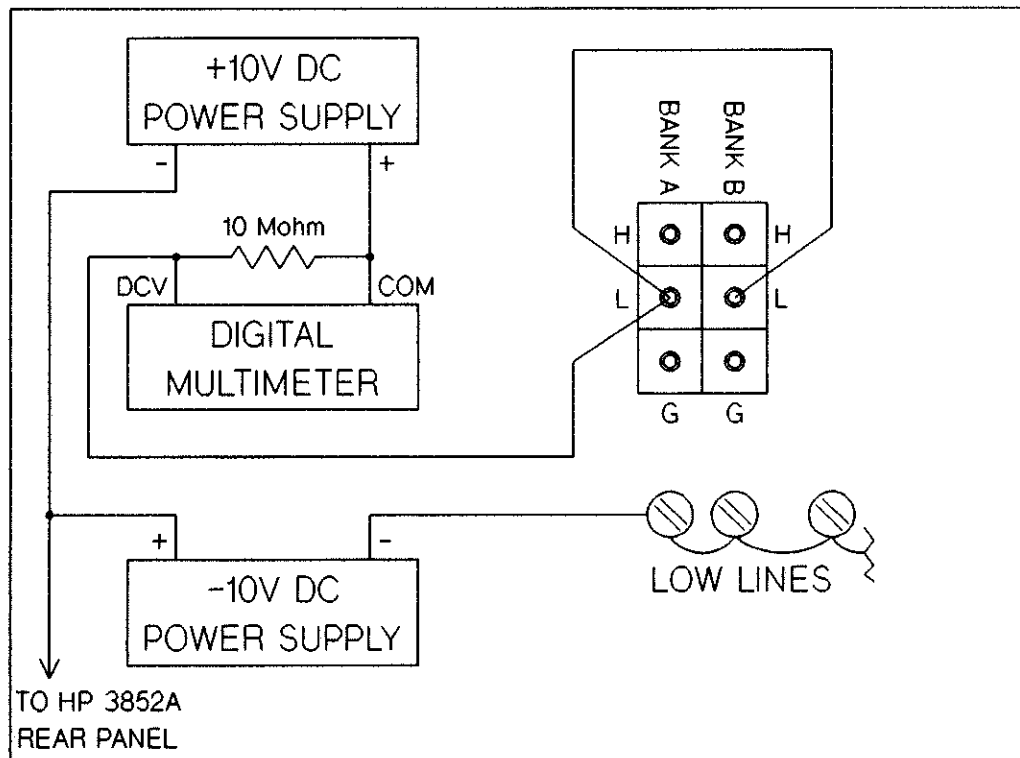 +10V DC
POWER SUPPLY
-
+
10 Mohm
DCV
COM
DIGITAL
MULTIMETER
BANK A
BANK B
H
H
L
L
G
G
+
-
-10V DC
POWER SUPPLY
LOW LINES
TO HP 3852A
REAR PANEL